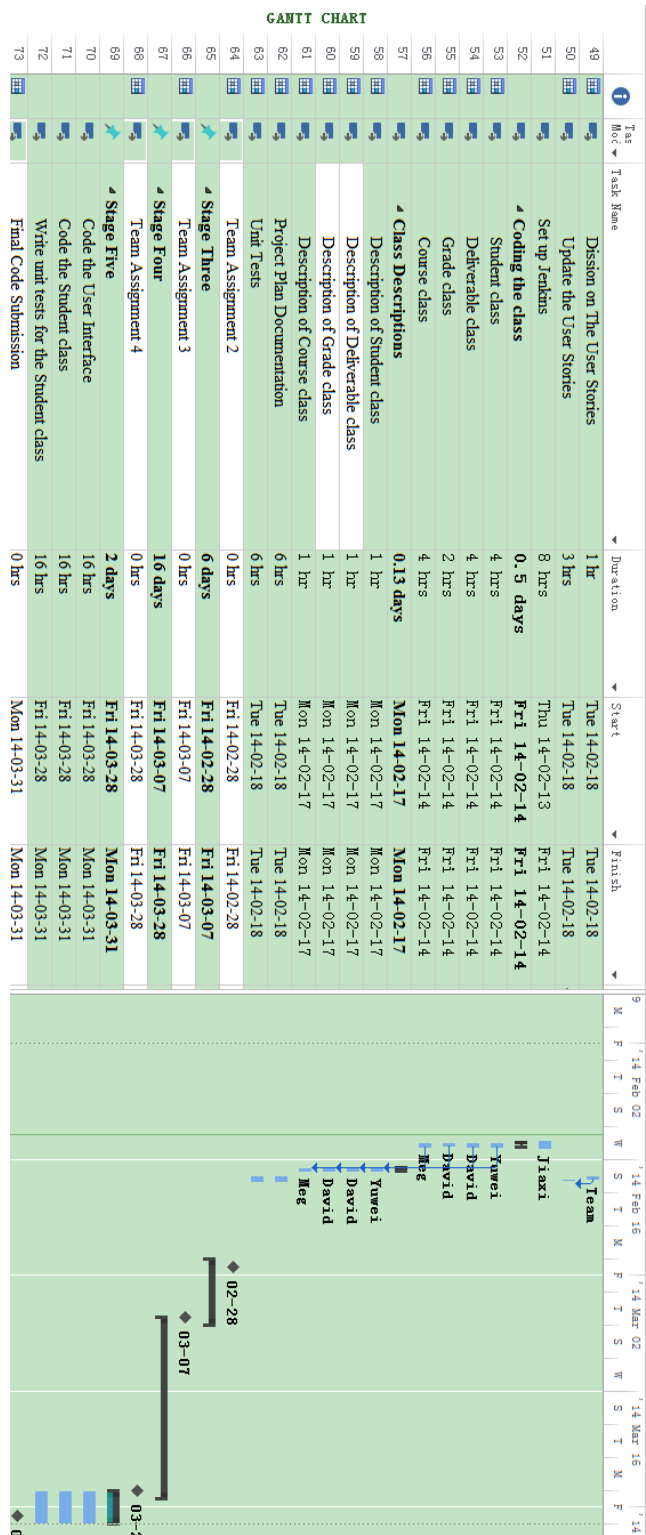 GANTT CHART
Tas Mod Task Name Duration Start Finish
49 Dission on The User Stories 1 hr Tue 14-02-18 Tue 14-02-18
50 Update the User Stories 3 hrs Tue 14-02-18 Tue 14-02-18
51 Set up Jenkins 8 hrs Thu 14-02-13 Fri 14-02-14
52 Coding the class 0.5 days Fri 14-02-14 Fri 14-02-14
53 Student class 4 hrs Fri 14-02-14 Fri 14-02-14
54 Deliverable class 4 hrs Fri 14-02-14 Fri 14-02-14
55 Grade class 2 hrs Fri 14-02-14 Fri 14-02-14
56 Course class 4 hrs Fri 14-02-14 Fri 14-02-14
57 Class Descriptions 0.13 days Mon 14-02-17 Mon 14-02-17
58 Description of Student class 1 hr Mon 14-02-17 Mon 14-02-17
59 Description of Deliverable class 1 hr Mon 14-02-17 Mon 14-02-17
60 Description of Grade class 1 hr Mon 14-02-17 Mon 14-02-17
61 Description of Course class 1 hr Mon 14-02-17 Mon 14-02-17
62 Project Plan Documentation 6 hrs Tue 14-02-18 Tue 14-02-18
63 Unit Tests 6 hrs Tue 14-02-18 Tue 14-02-18
64 Team Assignment 2 0 hrs Fri 14-02-28 Fri 14-02-28
65 Stage Three 6 days Fri 14-02-28 Fri 14-03-07
66 Team Assignment 3 0 hrs Fri 14-03-07 Fri 14-03-07
67 Stage Four 16 days Fri 14-03-07 Fri 14-03-28
68 Team Assignment 4 0 hrs Fri 14-03-28 Fri 14-03-28
69 Stage Five 2 days Fri 14-03-28 Mon 14-03-31
70 Code the User Interface 16 hrs Fri 14-03-28 Mon 14-03-31
71 Code the Student class 16 hrs Fri 14-03-28 Mon 14-03-31
72 Write unit tests for the Student class 16 hrs Fri 14-03-28 Mon 14-03-31
73 Final Code Submission 0 hrs Mon 14-03-31 Mon 14-03-31
9 '14 Feb 02 '14 Feb 16 '14 Mar 02 '14 Mar 16 '14
M F T S W S T M F T S W S T M F
Team
Jiaxi
Yuwei
David
David
Meg
Yuwei
David
David
Meg
02-28
03-07
03-2
0